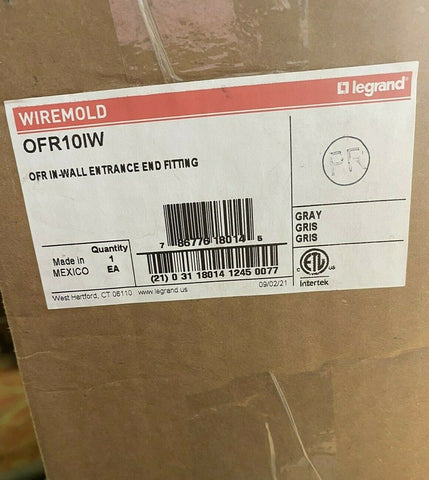 WIREMOLD
legrand®
OFR10IW
OFR IN-WALL ENTRANCE END FITTING
PR
7 86776 18014 5
GRAY
GRIS
GRIS
Quantity
Made in 1
MEXICO EA
(21) 0 31 18014 1245 0077
C ETL US
Intertek
West Hartford, CT 06110 www.legrand.us
09/02/21